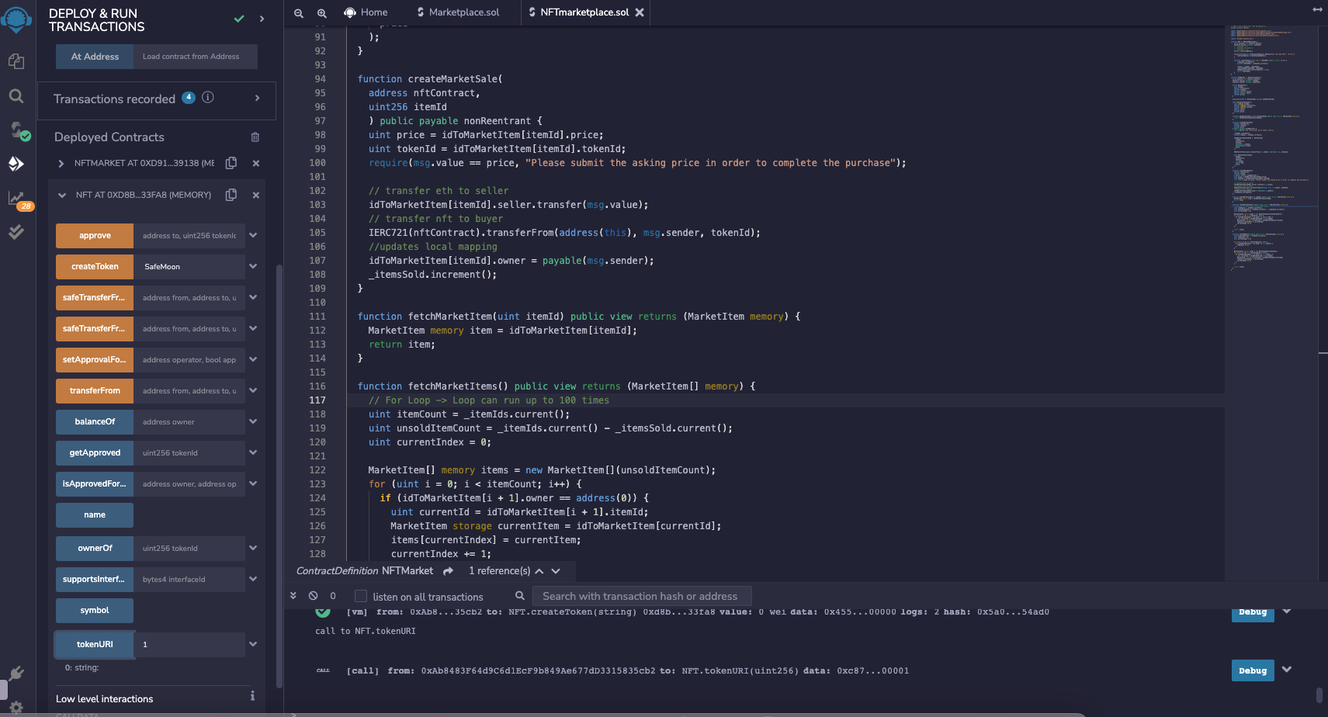 DEPLOY & RUN
TRANSACTIONS
At Address
Load contract from Address
Transactions recorded 4 i
Deployed Contracts
NFTMARKET AT 0XD91...39138 (ME
NFT AT 0XD8B...33FA8 (MEMORY)
approve address to, uint256 tokenId
createToken SafeMoon
safeTransferFr... address from, address to, u
safeTransferFr... address from, address to, u
setApprovalFo... address operator, bool app
transferFrom address from, address to, u
balanceOf address owner
getApproved uint256 tokenId
isApprovedFor... address owner, address op
name
ownerOf uint256 tokenId
supportsInterf... bytes4 interfaceId
symbol
tokenURI 1
0: string:
Low level interactions i
28
Home
Marketplace.sol
NFTmarketplace.sol
91 );
92 }
93
94 function createMarketSale(
95 address nftContract,
96 uint256 itemId
97 ) public payable nonReentrant {
98 uint price = idToMarketItem[itemId].price;
99 uint tokenId = idToMarketItem[itemId].tokenId;
100 require(msg.value == price, "Please submit the asking price in order to complete the purchase");
101
102 // transfer eth to seller
103 idToMarketItem[itemId].seller.transfer(msg.value);
104 // transfer nft to buyer
105 IERC721(nftContract).transferFrom(address(this), msg.sender, tokenId);
106 //updates local mapping
107 idToMarketItem[itemId].owner = payable(msg.sender);
108 _itemsSold.increment();
109 }
110
111 function fetchMarketItem(uint itemId) public view returns (MarketItem memory) {
112 MarketItem memory item = idToMarketItem[itemId];
113 return item;
114 }
115
116 function fetchMarketItems() public view returns (MarketItem[] memory) {
117 // For Loop -> Loop can run up to 100 times
118 uint itemCount = _itemIds.current();
119 uint unsoldItemCount = _itemIds.current() - _itemsSold.current();
120 uint currentIndex = 0;
121
122 MarketItem[] memory items = new MarketItem[](unsoldItemCount);
123 for (uint i = 0; i < itemCount; i++) {
124 if (idToMarketItem[i + 1].owner == address(0)) {
125 uint currentId = idToMarketItem[i + 1].itemId;
126 MarketItem storage currentItem = idToMarketItem[currentId];
127 items[currentIndex] = currentItem;
128 currentIndex += 1;
ContractDefinition NFTMarket 1 reference(s)
0 listen on all transactions Search with transaction hash or address
[vm] from: 0xAb8...35cb2 to: NFT.createToken(string) 0xd8b...33fa8 value: 0 wei data: 0x455...00000 logs: 2 hash: 0x5a0...54ad0 Debug
call to NFT.tokenURI
CALL [call] from: 0xAb8483F64d9C6d1EcF9b849Ae677dD3315835cb2 to: NFT.tokenURI(uint256) data: 0xc87...00001 Debug
>